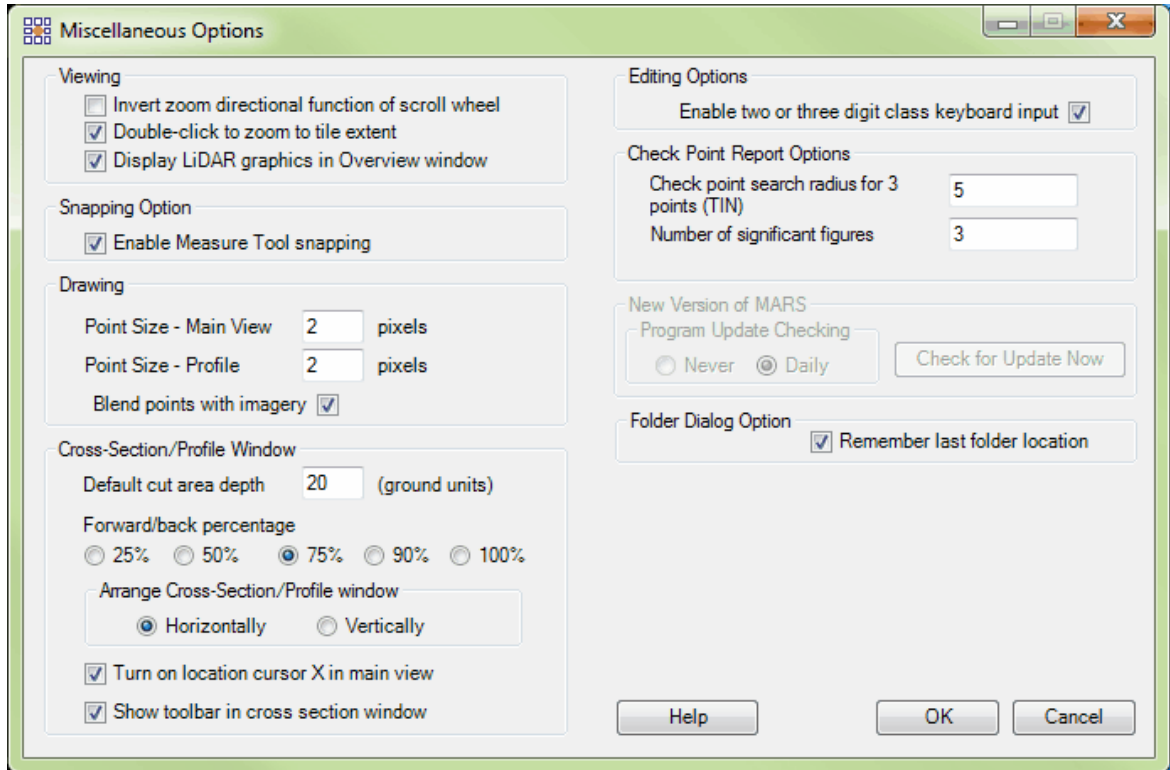 Miscellaneous Options
Viewing
Invert zoom directional function of scroll wheel
Double-click to zoom to tile extent
Display LiDAR graphics in Overview window
Snapping Option
Enable Measure Tool snapping
Drawing
Point Size - Main View 2 pixels
Point Size - Profile 2 pixels
Blend points with imagery
Cross-Section/Profile Window
Default cut area depth 20 (ground units)
Forward/back percentage
25% 50% 75% 90% 100%
Arrange Cross-Section/Profile window
Horizontally Vertically
Turn on location cursor X in main view
Show toolbar in cross section window
Editing Options
Enable two or three digit class keyboard input
Check Point Report Options
Check point search radius for 3
points (TIN)
5
Number of significant figures 3
New Version of MARS
Program Update Checking
Never Daily
Check for Update Now
Folder Dialog Option
Remember last folder location
Help OK Cancel